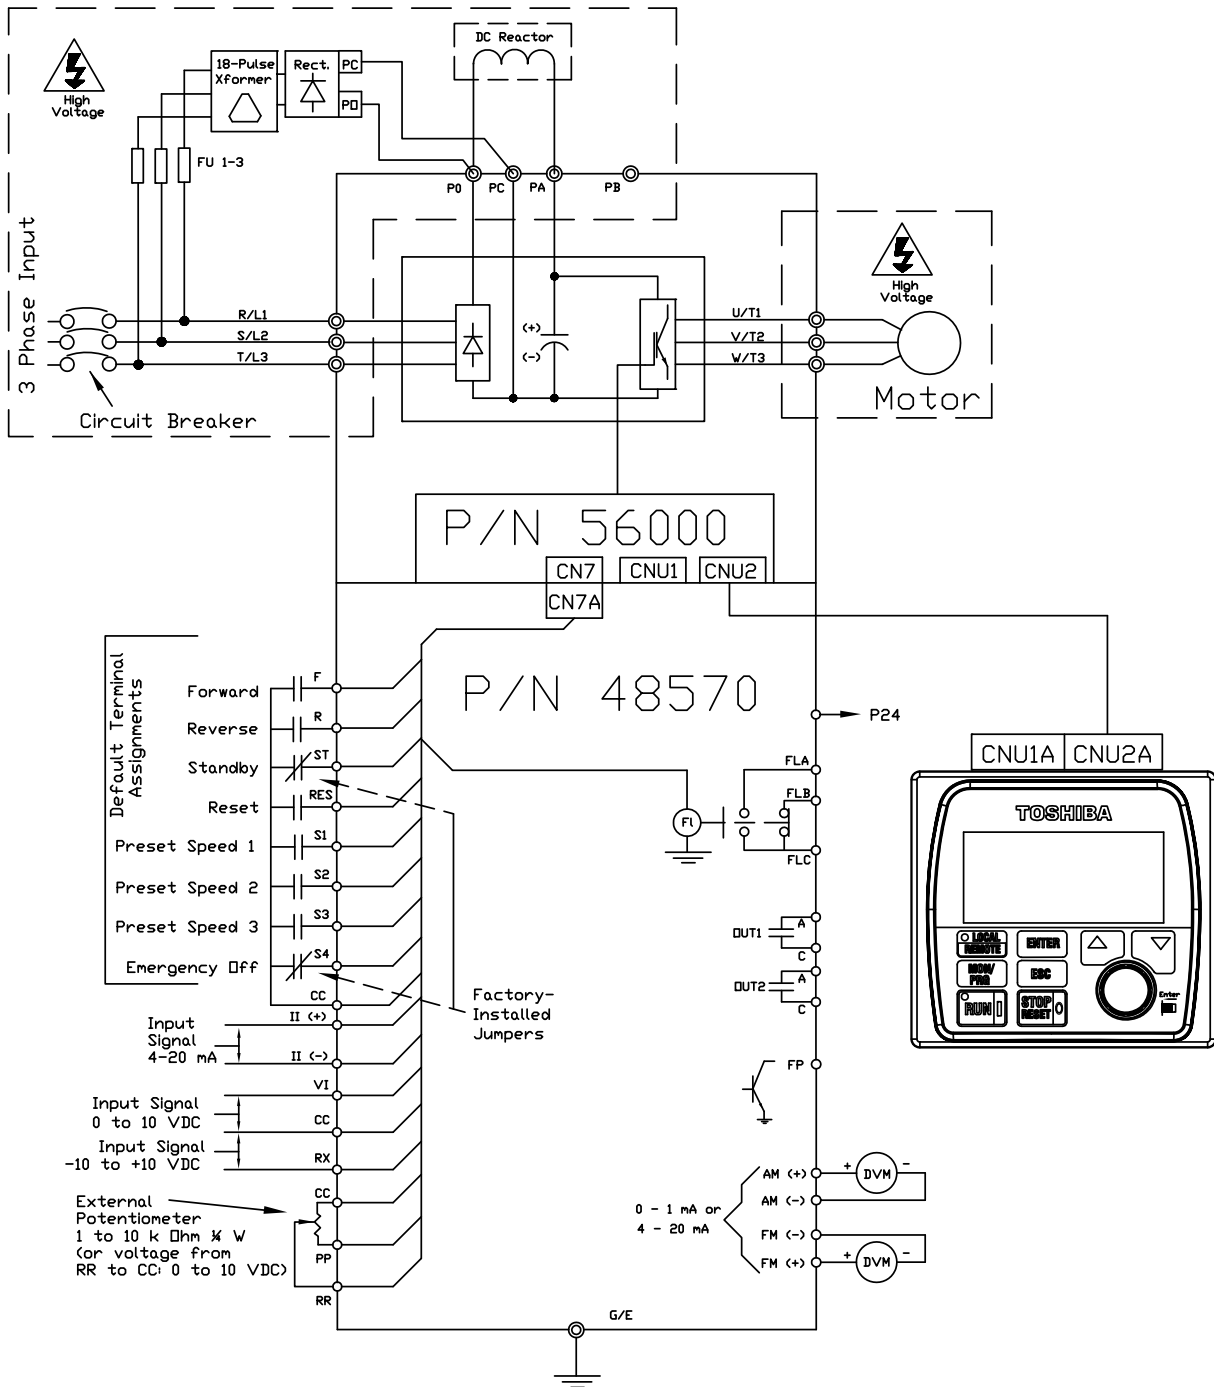 DC Reactor
18-Pulse
Xformer
Rect.
PC
PO
High
Voltage
FU 1-3
PO
PC
PA
PB
3 Phase Input
R/L1
S/L2
T/L3
Circuit Breaker
(+)
(-)
U/T1
V/T2
W/T3
High
Voltage
Motor
P/N 56000
CN7
CNU1
CNU2
CN7A
P/N 48570
Default Terminal
Assignments
Forward
F
Reverse
R
Standby
ST
Reset
RES
Preset Speed 1
S1
Preset Speed 2
S2
Preset Speed 3
S3
Emergency Off
S4
CC
Factory-
Installed
Jumpers
Input
Signal
4-20 mA
II (+)
II (-)
VI
Input Signal
0 to 10 VDC
CC
Input Signal
-10 to +10 VDC
RX
CC
External
Potentiometer
1 to 10 k Ohm ¼ W
(or voltage from
RR to CC: 0 to 10 VDC)
PP
RR
P24
FLA
FLB
Fl
FLC
OUT1
A
C
OUT2
A
C
FP
0 - 1 mA or
4 - 20 mA
AM (+)
AM (-)
FM (-)
FM (+)
+
DVM
-
+
DVM
-
G/E
CNU1A
CNU2A
TOSHIBA
LOCAL
REMOTE
ENTER
MON/
PRG
ESC
RUN
STOP
RESET
Enter